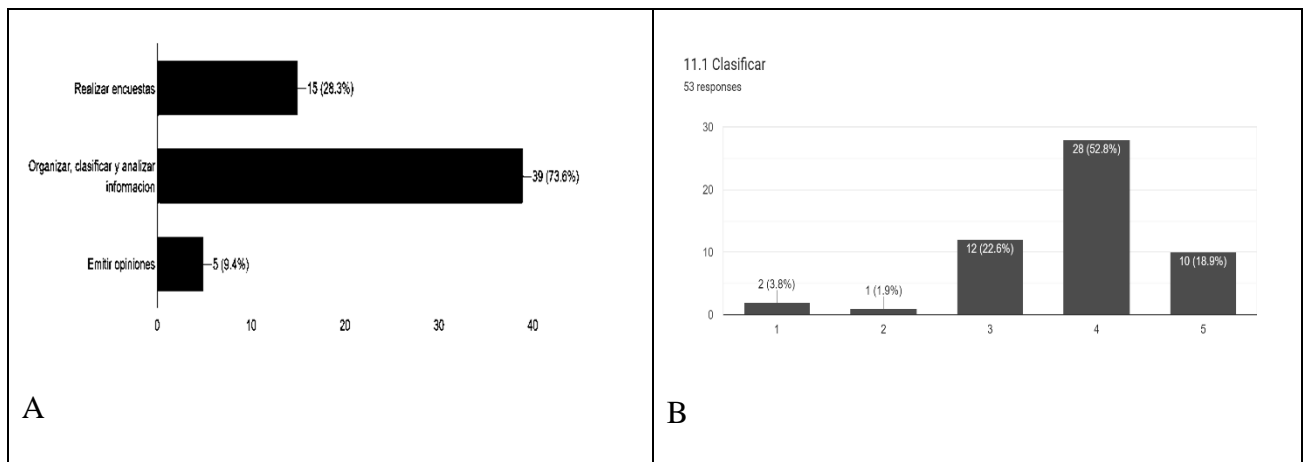 Realizar encuestas
15 (28.3%)
Organizar, clasificar y analizar
informacion
39 (73.6%)
Emitir opiniones
5 (9.4%)
0 10 20 30 40
A
11.1 Clasificar
53 responses
30
20
10
0
2 (3.8%)
1 (1.9%)
12 (22.6%)
28 (52.8%)
10 (18.9%)
1 2 3 4 5
B